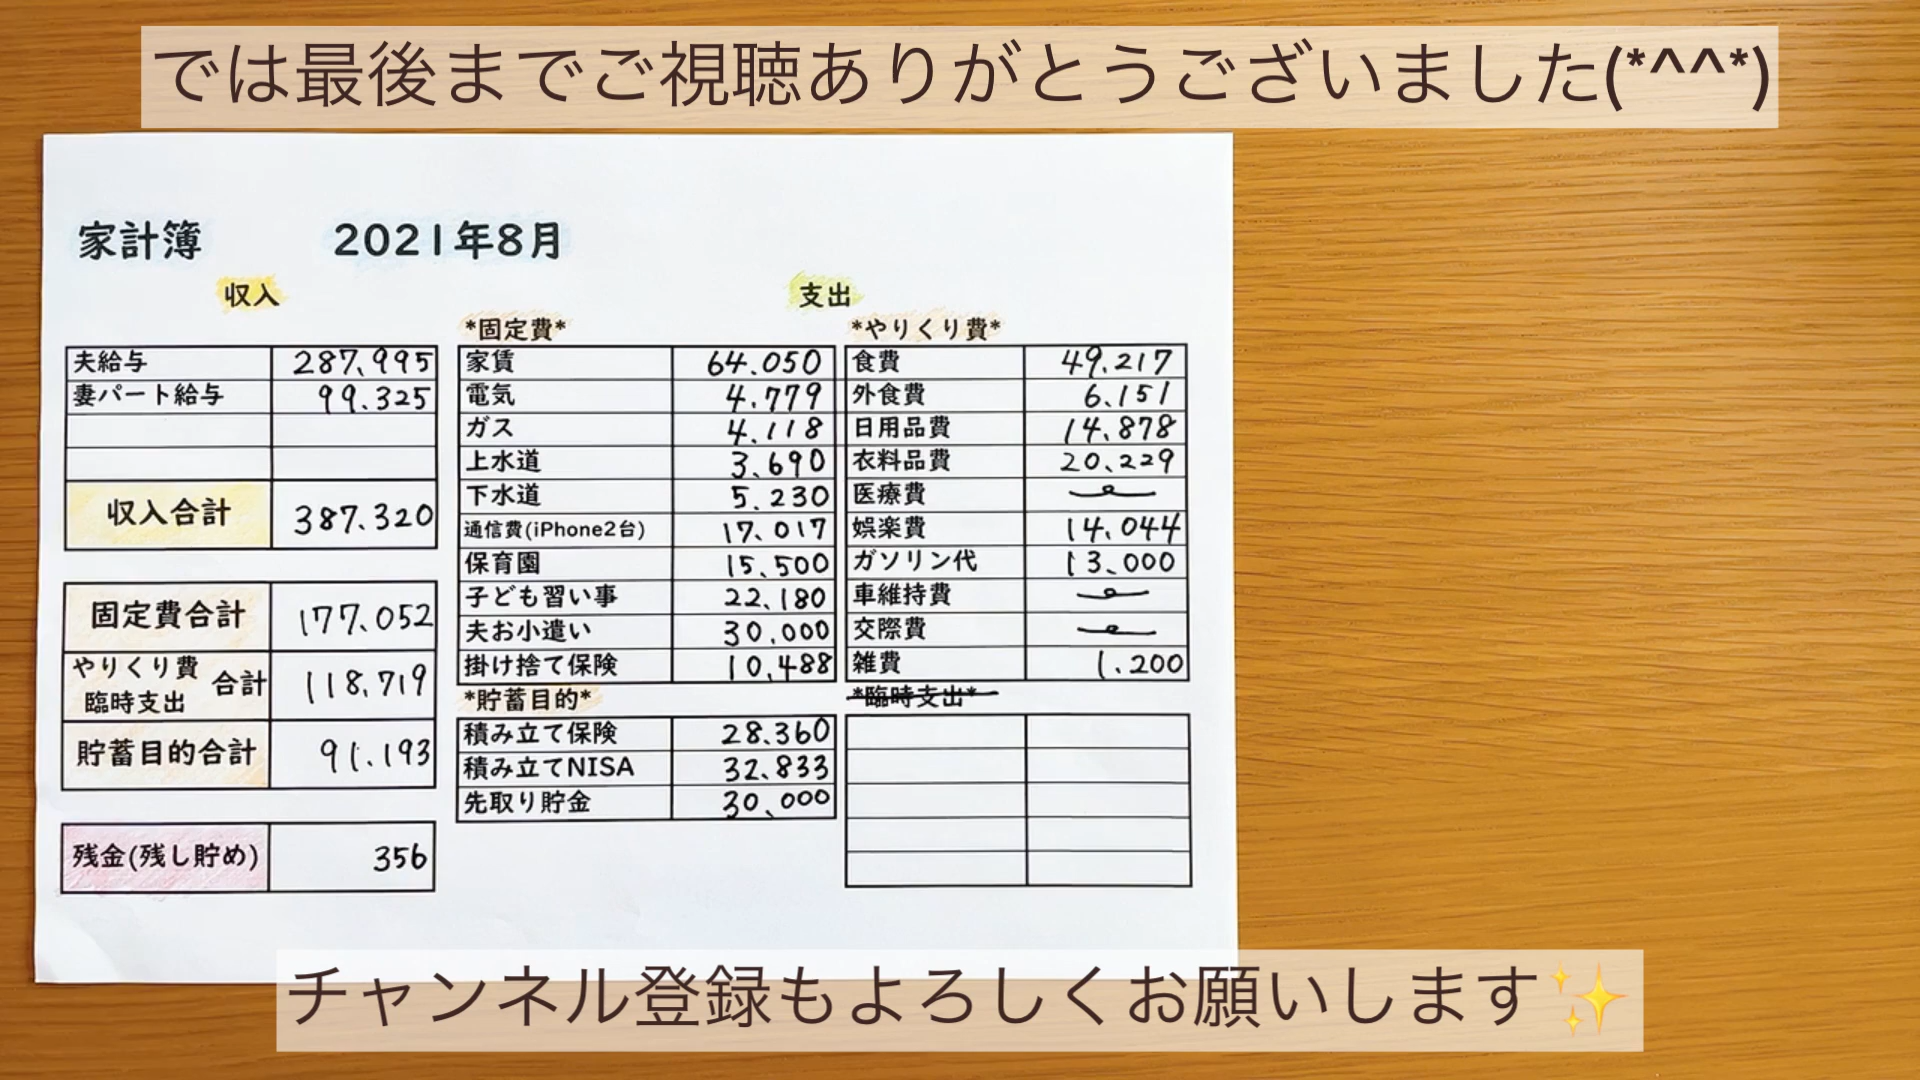 では最後までご視聴ありがとうございました(*^^*)
家計簿 2021年8月
収入
夫給与 287,995
妻パート給与 99.325
収入合計 387.320
固定費合計 177.052
やりくり費
臨時支出 合計 118,719
貯蓄目的合計 91.193
残金(残し貯め) 356
支出
*固定費*
家賃 64.050
電気 4.779
ガス 4.118
上水道 3,690
下水道 5.230
通信費(iPhone2台) 17、017
保育園 15,500
子ども習い事 22,180
夫お小遣い 30,000
掛け捨て保険 10,488
*貯蓄目的*
積み立て保険 28.360
積み立てNISA 32,833
先取り貯金 30、000
*やりくり費*
食費 49,217
外食費 6,151
日用品費 14,878
衣料品費 20、229
医療費
娯楽費 14,044
ガソリン代 13、000
車維持費
交際費
雑費 1.200
*臨時支出*
チャンネル登録もよろしくお願いします✨